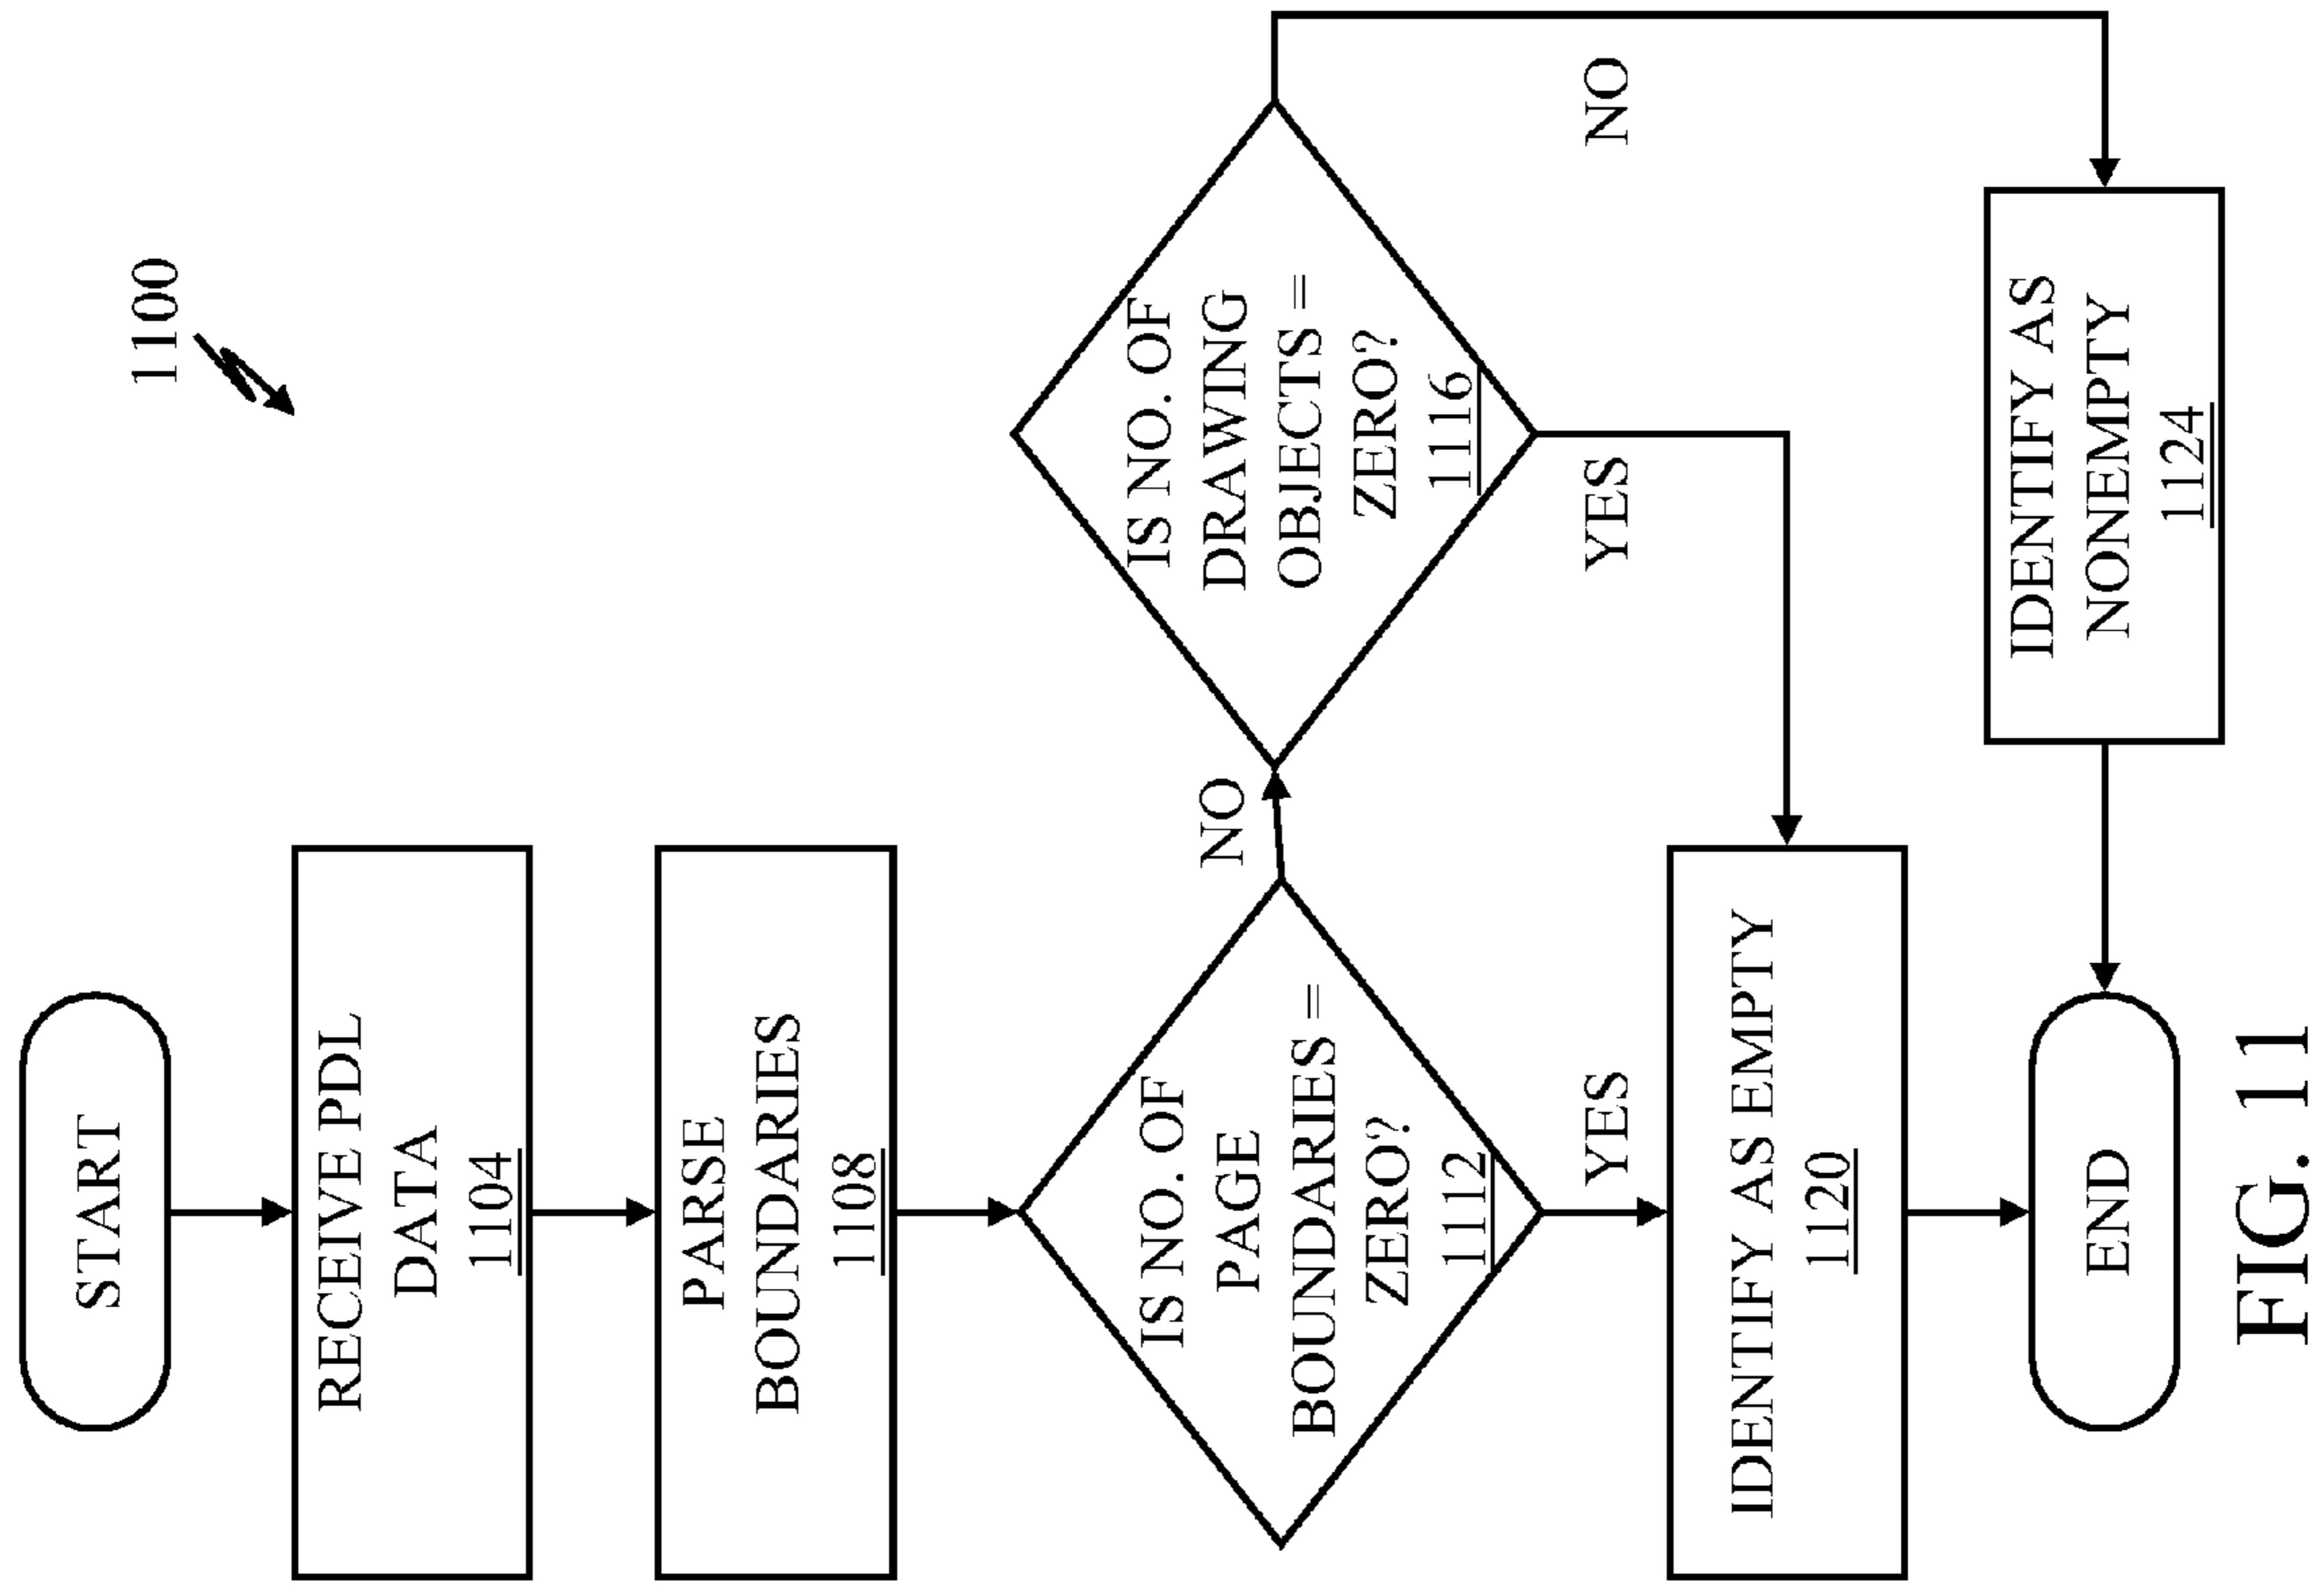 1100
START
RECEIVE PDL
DATA
1104
PARSE
BOUNDARIES
1108
IS NO. OF
PAGE
BOUNDARIES =
ZERO?
1112
NO
IS NO. OF
DRAWING
OBJECTS =
ZERO?
1116
NO
YES
YES
IDENTIFY AS EMPTY
1120
IDENTIFY AS
NONEMPTY
1124
END
FIG. 11